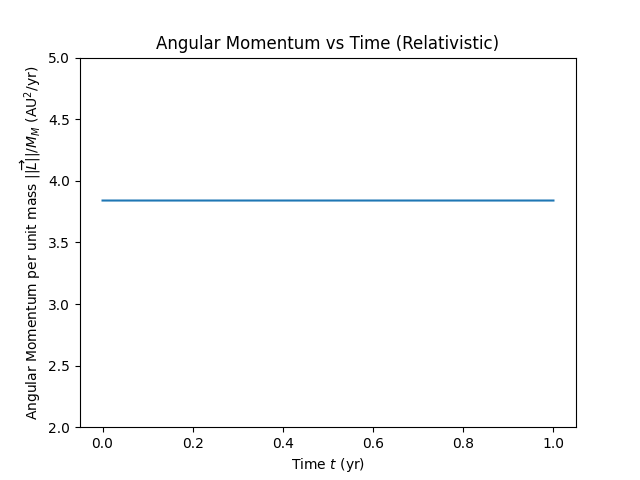 Angular Momentum vs Time (Relativistic)
Angular Momentum per unit mass ||L⃗||/M_M (AU²/yr)
5.0
4.5
4.0
3.5
3.0
2.5
2.0
0.0 0.2 0.4 0.6 0.8 1.0
Time t (yr)